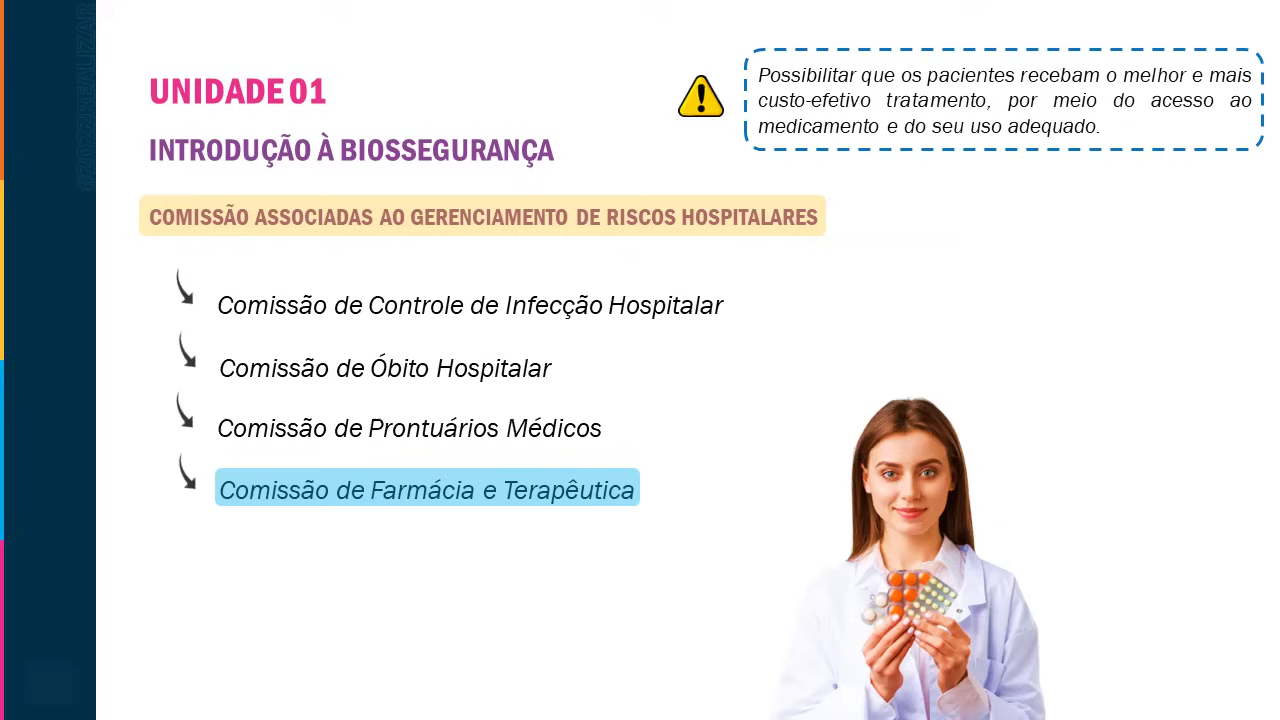 UNIDADE 01
INTRODUÇÃO À BIOSSEGURANÇA
Possibilitar que os pacientes recebam o melhor e mais
custo-efetivo tratamento, por meio do acesso ao
medicamento e do seu uso adequado.
COMISSÃO ASSOCIADAS AO GERENCIAMENTO DE RISCOS HOSPITALARES
Comissão de Controle de Infecção Hospitalar
Comissão de Óbito Hospitalar
Comissão de Prontuários Médicos
Comissão de Farmácia e Terapêutica